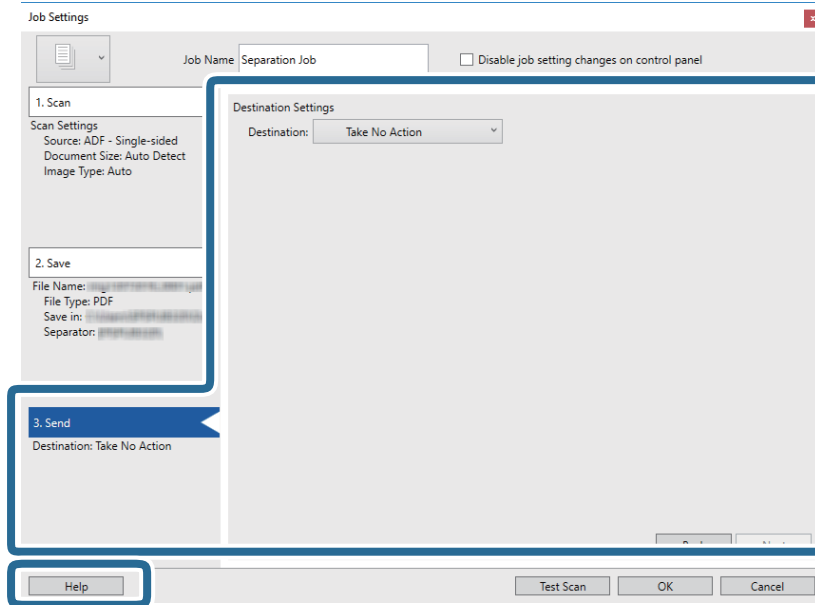 Job Settings
Job Name Separation Job Disable job setting changes on control panel
1. Scan
Scan Settings
Source: ADF - Single-sided
Document Size: Auto Detect
Image Type: Auto
2. Save
File Name:
File Type: PDF
Save in:
Separator:
3. Send
Destination: Take No Action
Destination Settings
Destination: Take No Action
Help Test Scan OK Cancel